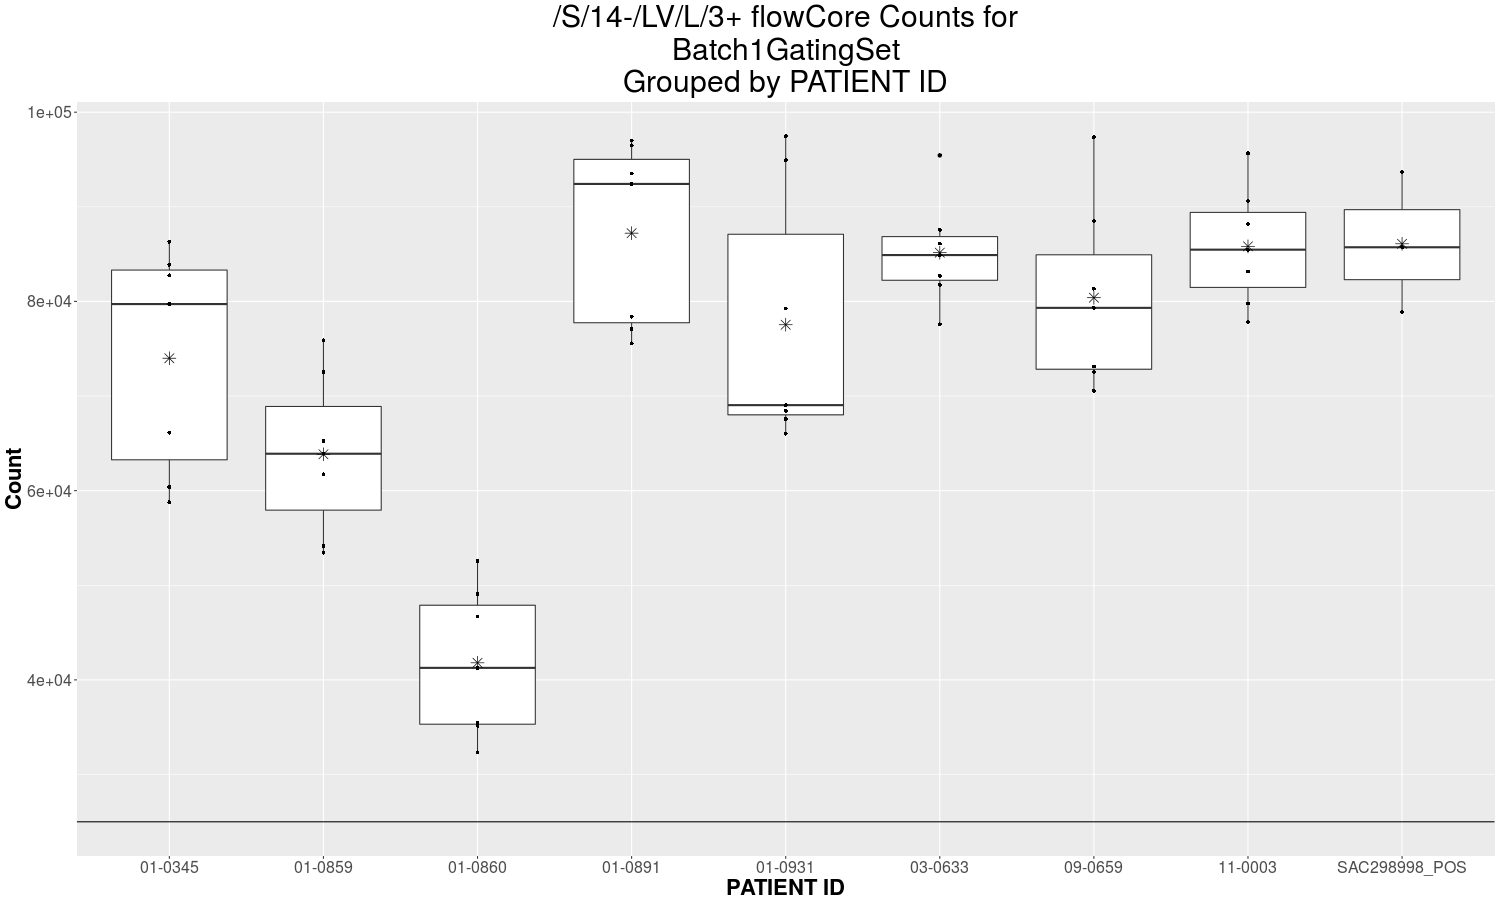 /S/14-/LV/L/3+ flowCore Counts for
Batch1GatingSet
Grouped by PATIENT ID
1e+05
8e+04
6e+04
4e+04
Count
01-0345
01-0859
01-0860
01-0891
01-0931
03-0633
09-0659
11-0003
SAC298998_POS
PATIENT ID